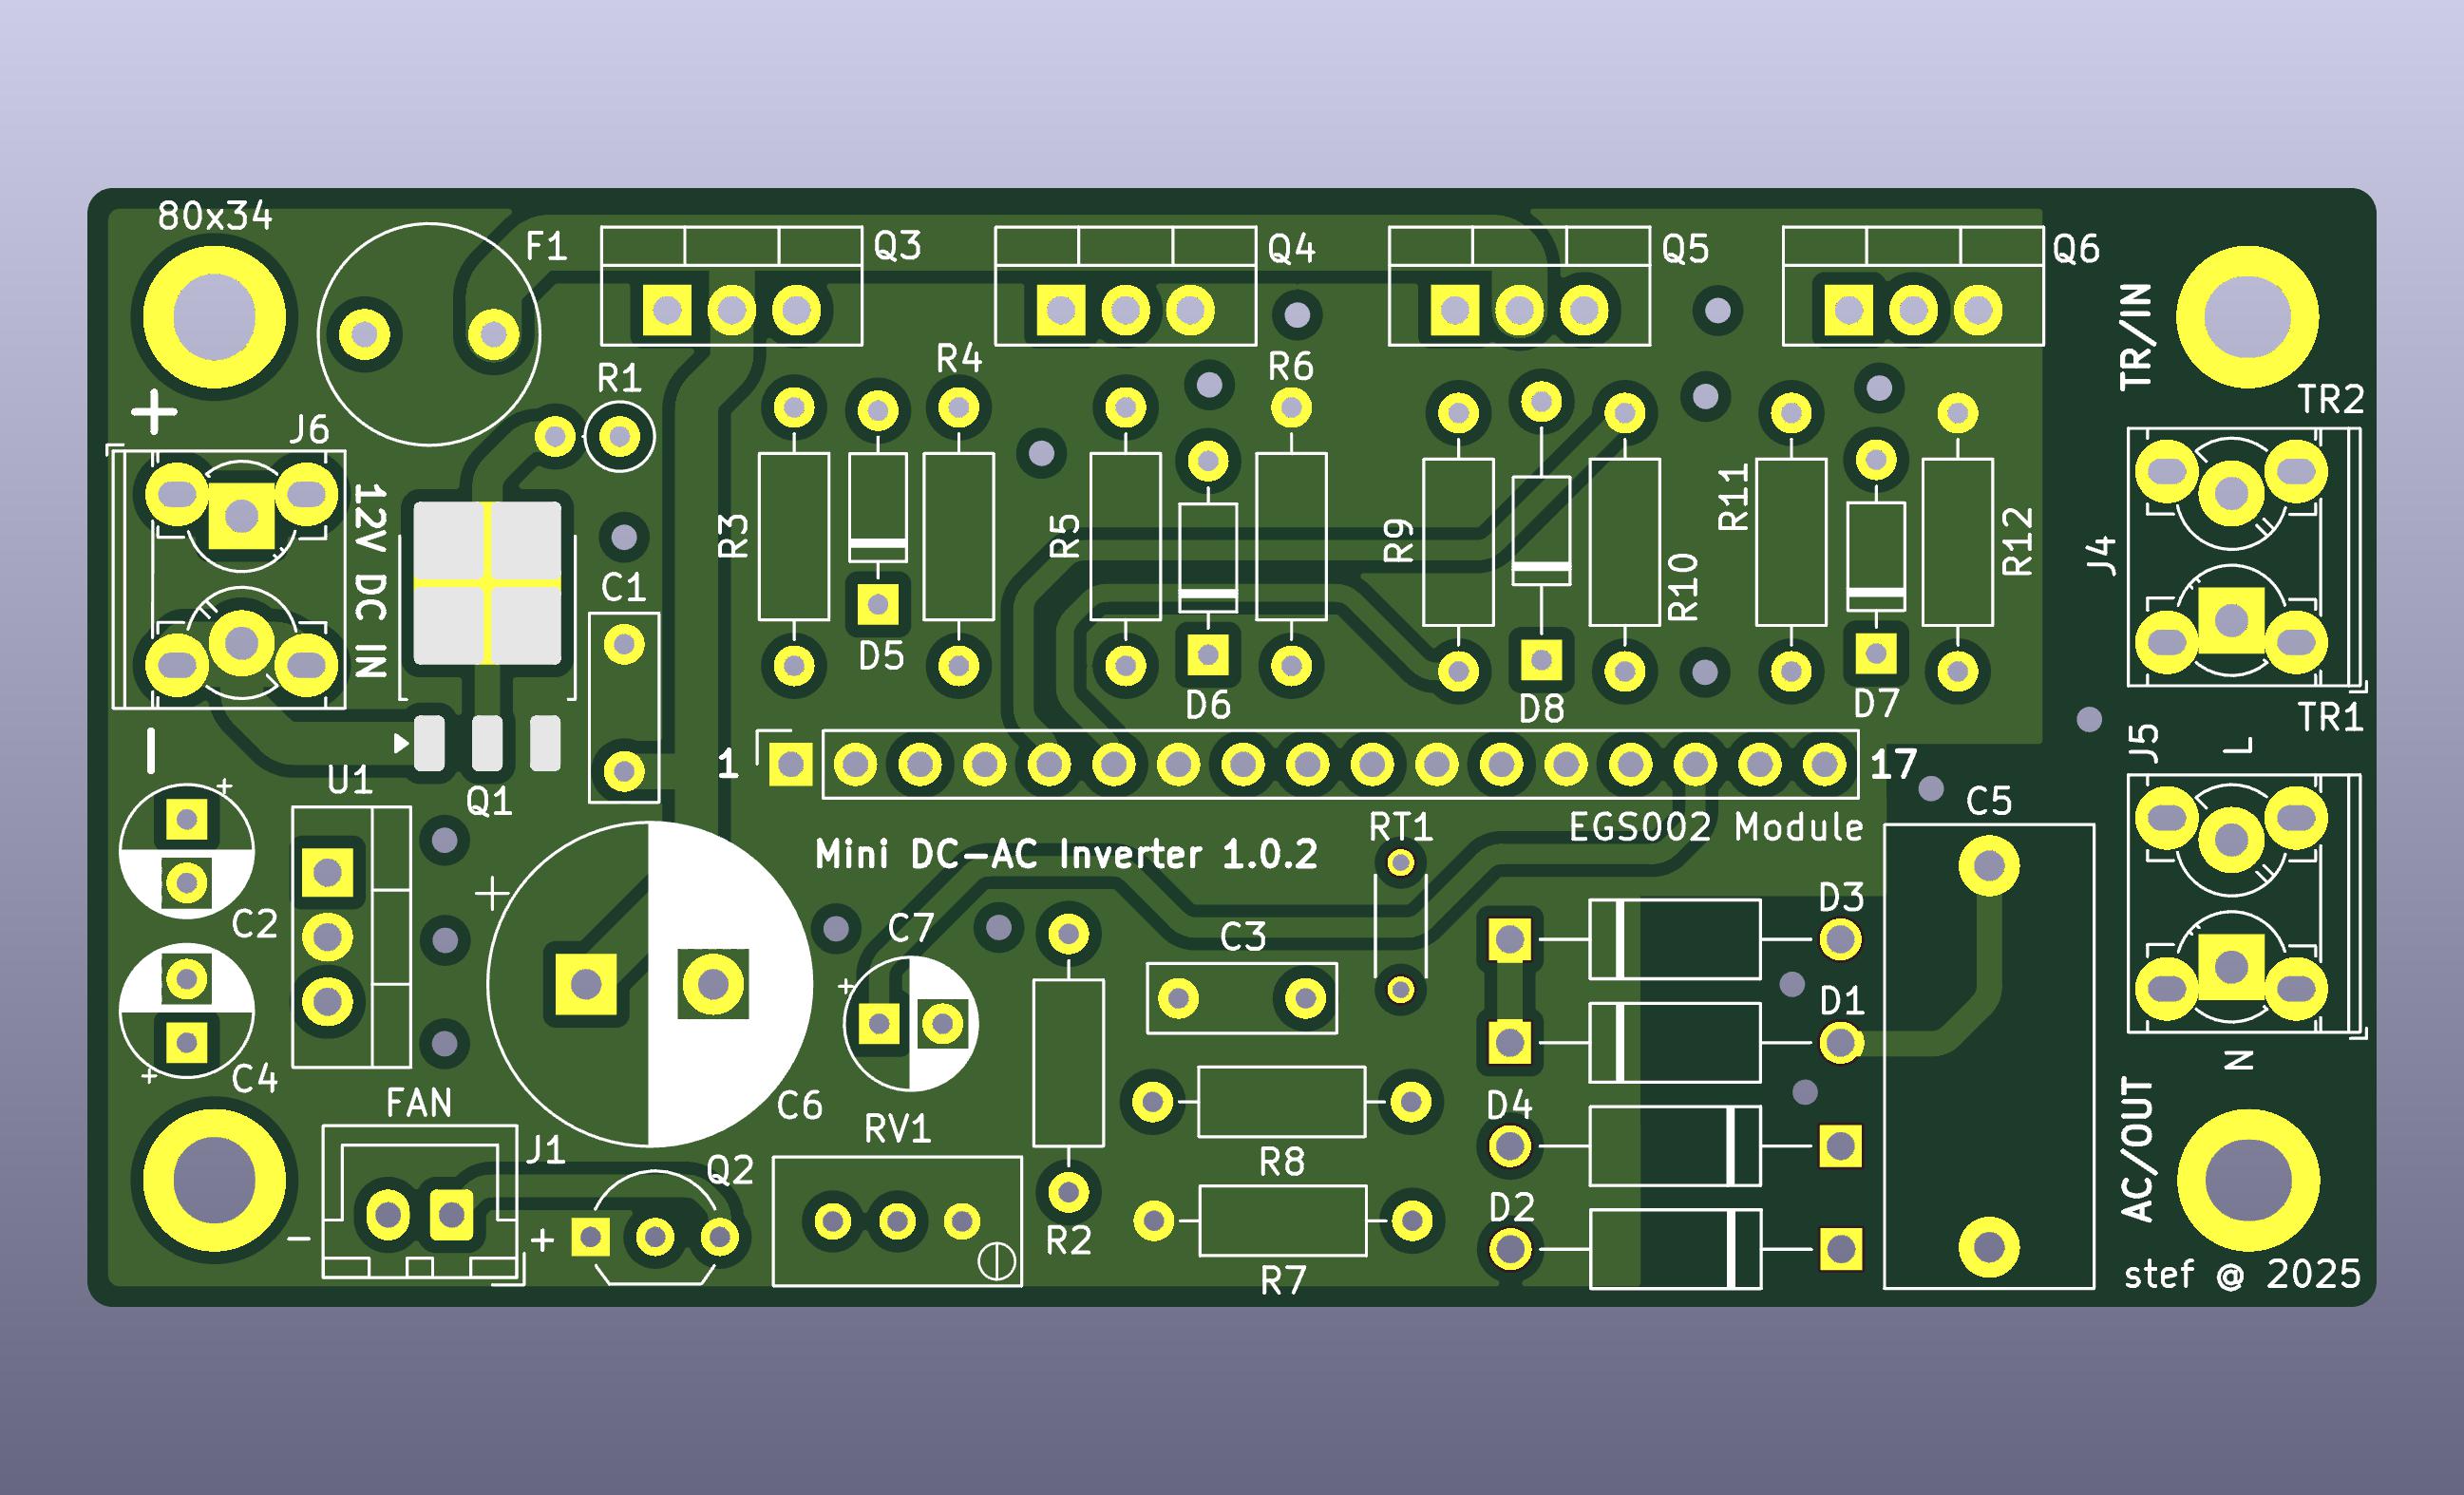 80x34
F1
Q3
Q4
Q5
Q6
TR/IN
TR2
+
J6
R1
R4
R6
12V DC IN
C1
R3
D5
R5
D6
R9
D8
R10
R11
D7
R12
J4
TR1
-
U1
Q1
1
17
J5
L
+
C2
Mini DC-AC Inverter 1.0.2
RT1
EGS002 Module
C5
+
C7
+
C3
D3
D1
C4
+
FAN
C6
RV1
D4
R8
N
AC/OUT
J1
Q2
- +
R2
D2
R7
stef @ 2025